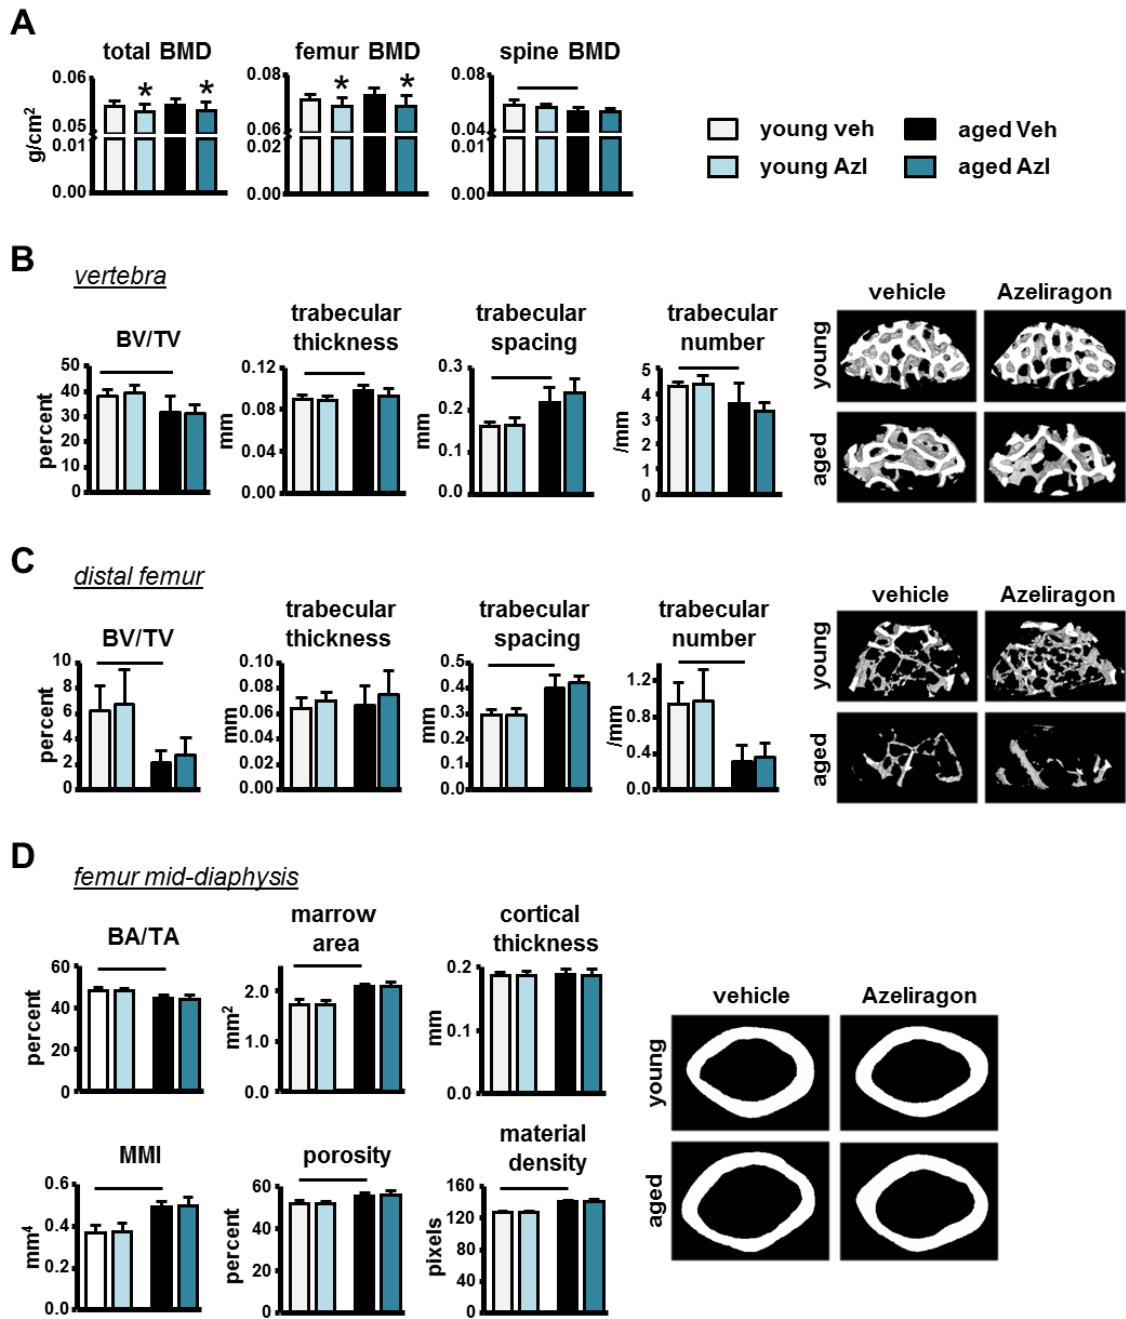 A
total BMD
femur BMD
spine BMD
g/cm2
0.06
0.05
0.01
0.00
0.08
0.06
0.02
0.00
0.08
0.04
0.01
0.00
*
*
*
*
young veh
aged Veh
young Azl
aged Azl
B
vertebra
BV/TV
trabecular
thickness
trabecular
spacing
trabecular
number
percent
50
40
30
20
10
0
mm
0.12
0.08
0.04
0.00
mm
0.3
0.2
0.1
0.0
/mm
5
4
3
2
1
0
vehicle
Azeliragon
young
aged
C
distal femur
BV/TV
trabecular
thickness
trabecular
spacing
trabecular
number
percent
10
8
6
4
2
0
mm
0.10
0.08
0.06
0.04
0.02
0.00
mm
0.5
0.4
0.3
0.2
0.1
0.0
/mm
1.2
0.8
0.4
0.0
vehicle
Azeliragon
young
aged
D
femur mid-diaphysis
BA/TA
marrow
area
cortical
thickness
percent
60
40
20
0
mm2
2.0
1.0
0.0
mm
0.2
0.1
0.0
MMI
porosity
material
density
mm4
0.6
0.4
0.2
0.0
percent
60
40
20
0
pixels
160
120
80
40
0
vehicle
Azeliragon
young
aged